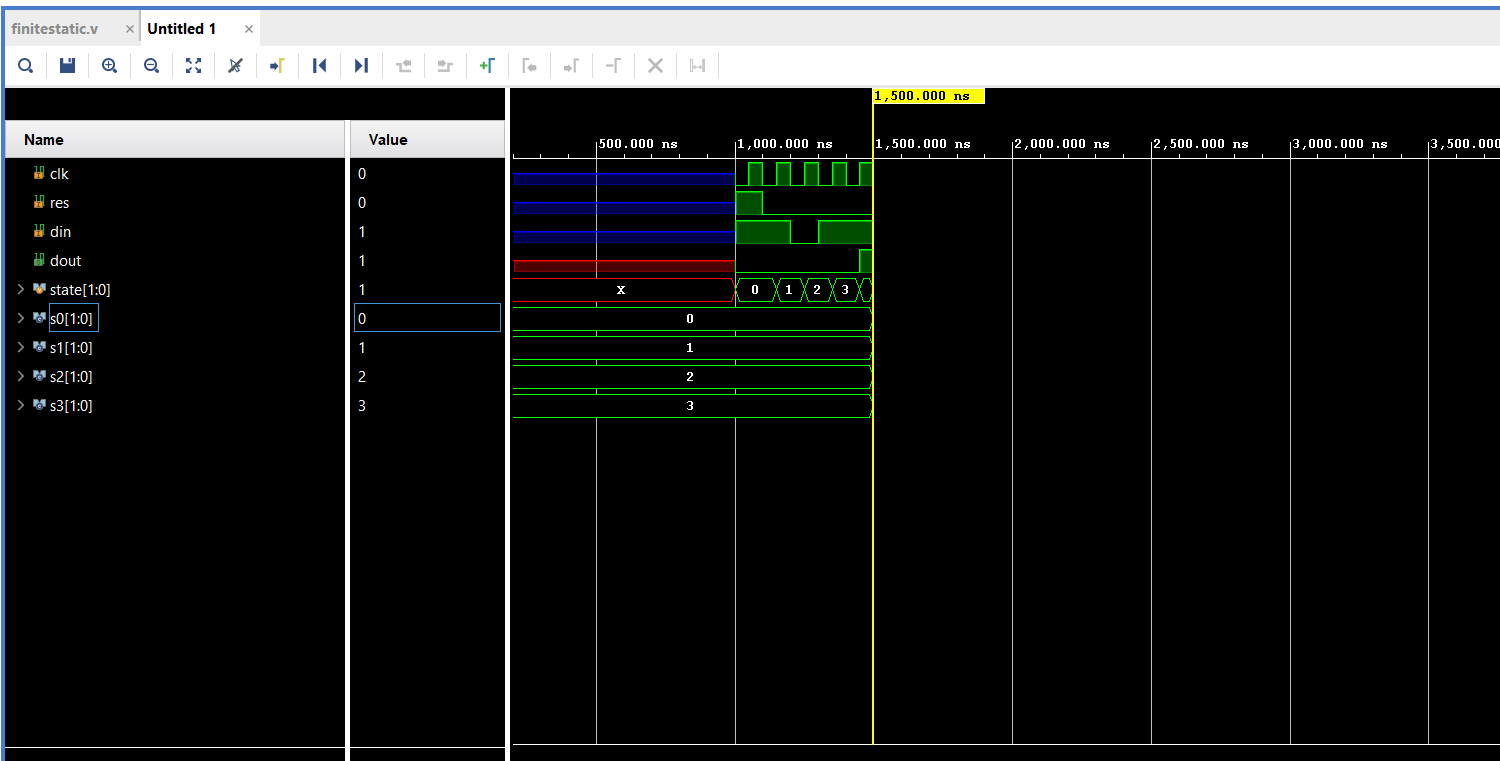 finitestatic.v × Untitled 1 ×
1,500.000 ns
Name Value
500.000 ns 1,000.000 ns 1,500.000 ns 2,000.000 ns 2,500.000 ns 3,000.000 ns 3,500.0
clk 0
res 0
din 1
dout 1
state[1:0] 1 X 0 1 2 3
s0[1:0] 0 0
s1[1:0] 1 1
s2[1:0] 2 2
s3[1:0] 3 3